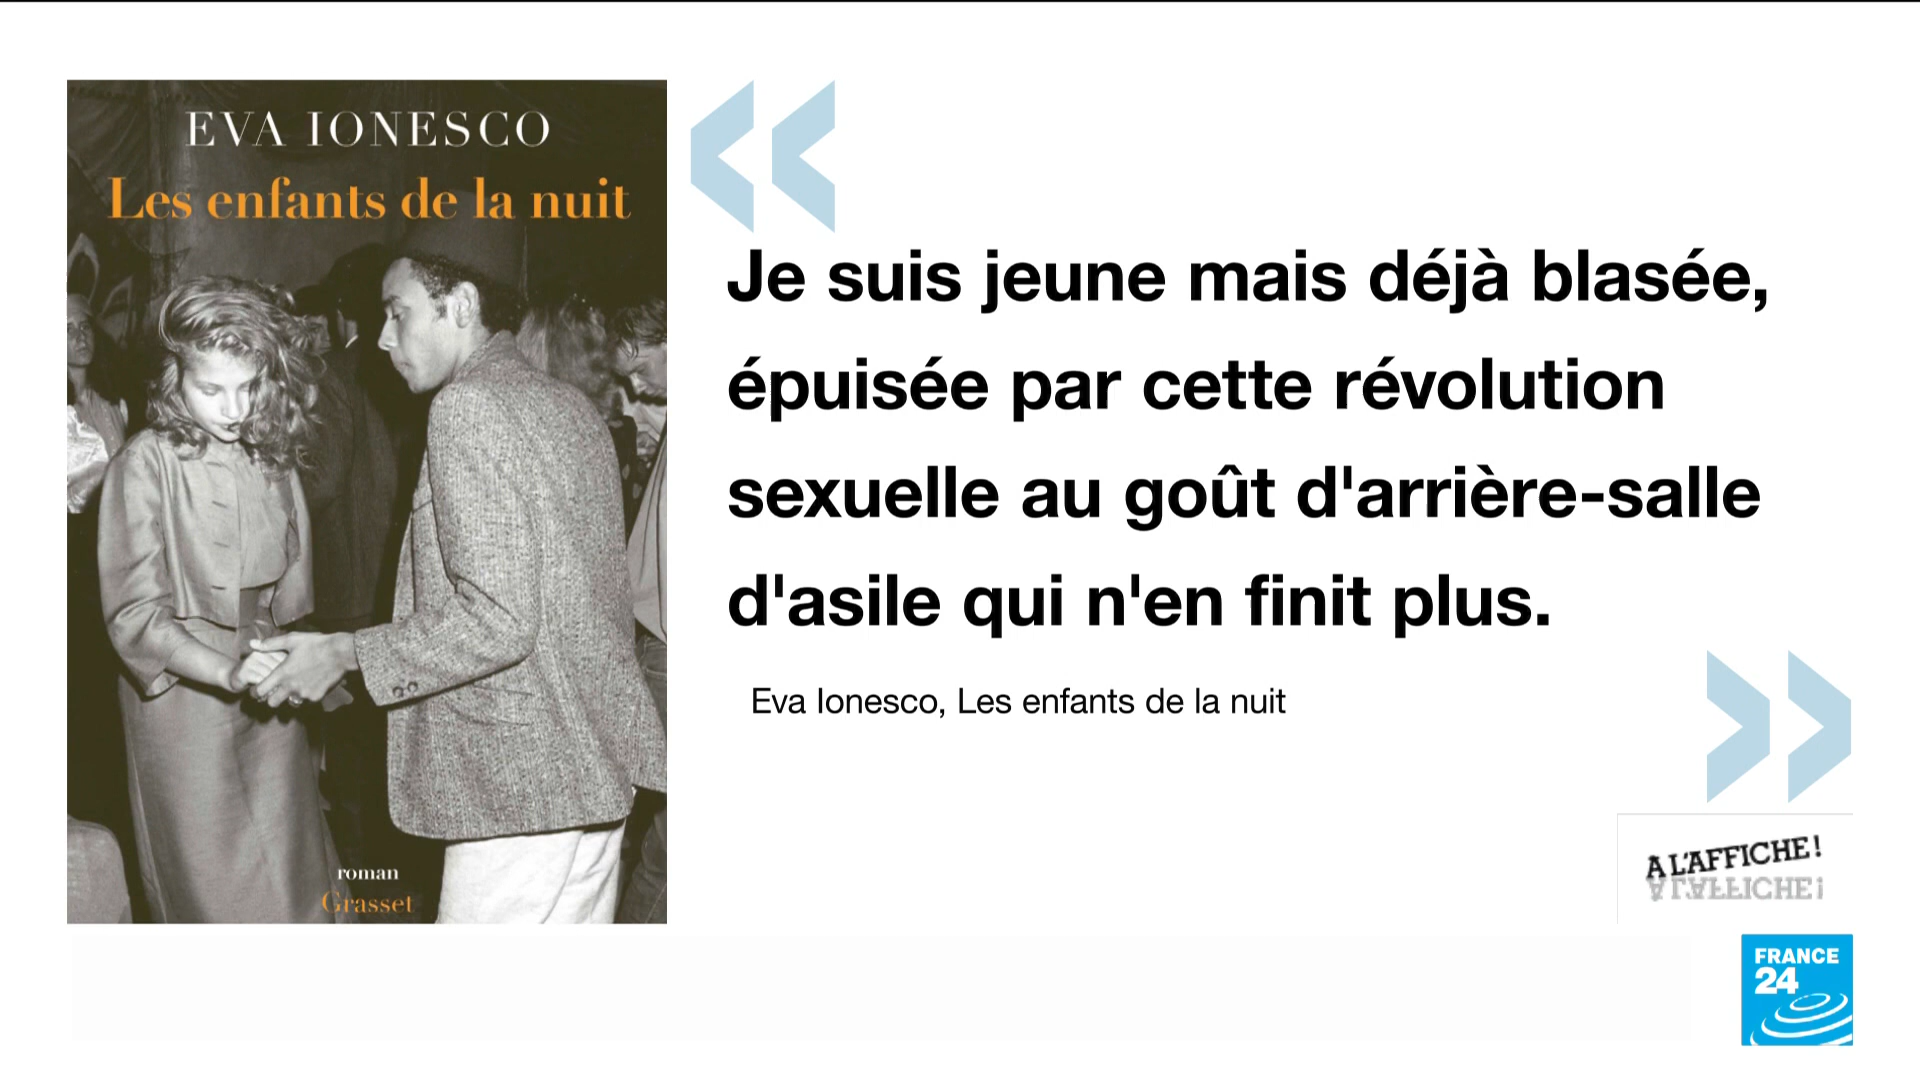 EVA IONESCO
Les enfants de la nuit
roman
Grasset
«
Je suis jeune mais déjà blasée,
épuisée par cette révolution
sexuelle au goût d'arrière-salle
d'asile qui n'en finit plus.
»
Eva Ionesco, Les enfants de la nuit
A L'AFFICHE!
FRANCE
24